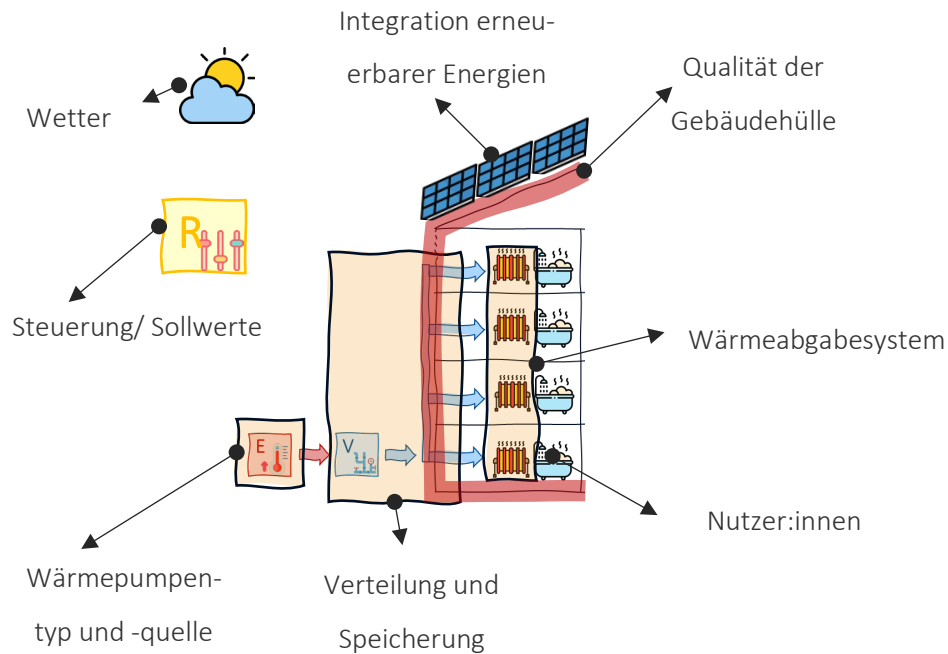 Integration erneu-
erbarer Energien
Qualität der
Gebäudehülle
Wetter
R
Steuerung/ Sollwerte
Wärmeabgabesystem
E
V
Nutzer:innen
Wärmepumpen-
typ und -quelle
Verteilung und
Speicherung